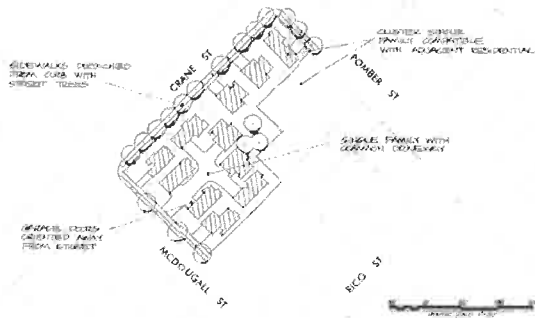 CLUSTER SINGLE
FAMILY COMPATIBLE
WITH ADJACENT RESIDENTIAL
SIDEWALKS DETACHED
FROM CURB WITH
STREET TREES
CRANE ST
POMBER ST
SINGLE FAMILY WITH
COMMON DRIVEWAY
GARAGE DOORS
ORIENTED AWAY
FROM STREET
MCDOUGALL ST
BICO ST